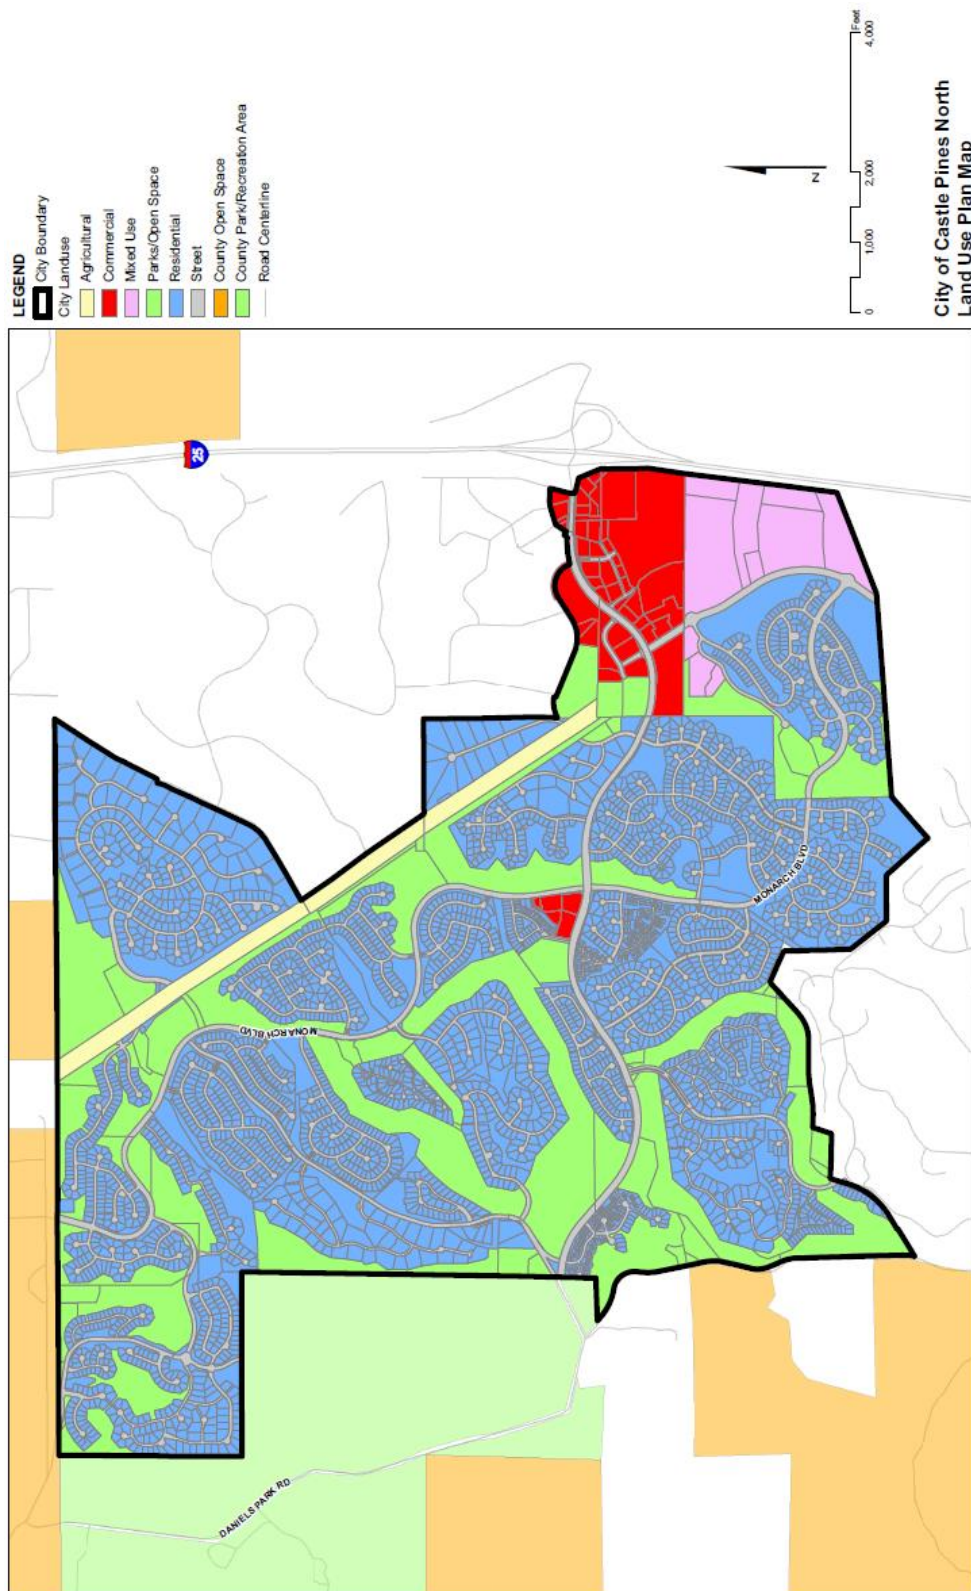 LEGEND
City Boundary
City Landuse
Agricultural
Commercial
Mixed Use
Parks/Open Space
Residential
Street
County Open Space
County Park/Recreation Area
Road Centerline
N
0 1,000 2,000 4,000
Feet
City of Castle Pines North
Land Use Plan Map
25
MONARCH BLVD
MONARCH BLVD
DANIELS PARK RD